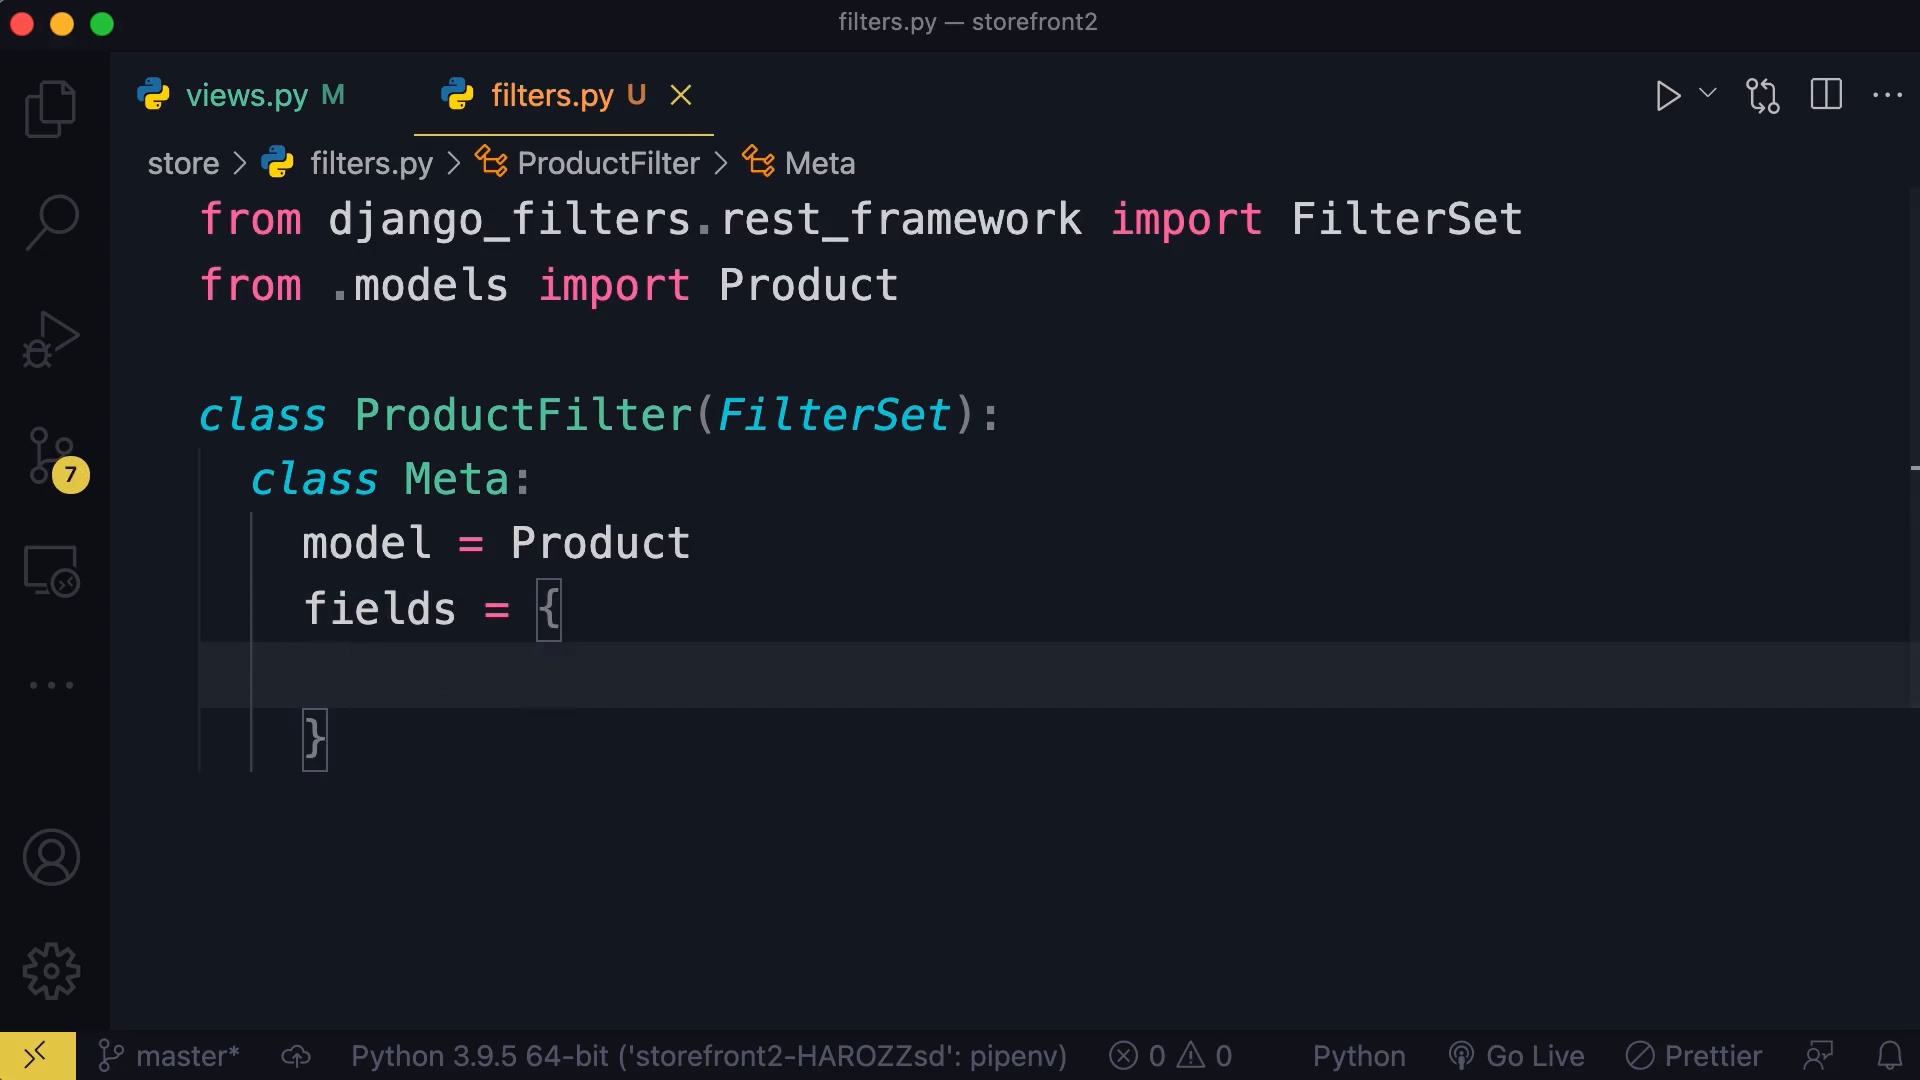 filters.py — storefront2
views.py M filters.py U
store > filters.py > ProductFilter > Meta
from django_filters.rest_framework import FilterSet
from .models import Product
class ProductFilter(FilterSet):
class Meta:
model = Product
fields = {
}
7
master* Python 3.9.5 64-bit ('storefront2-HAROZZsd': pipenv) 0 0 Python Go Live Prettier